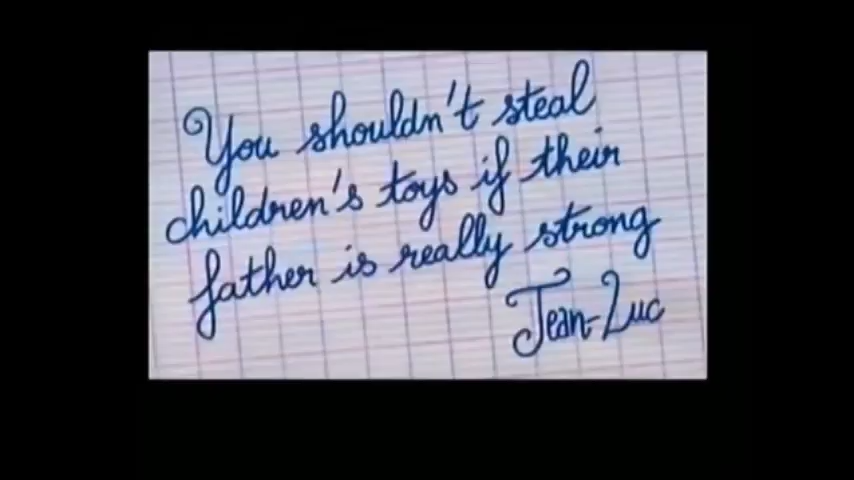 You shouldn't steal
children's toys if their
father is really strong
Jean-Luc